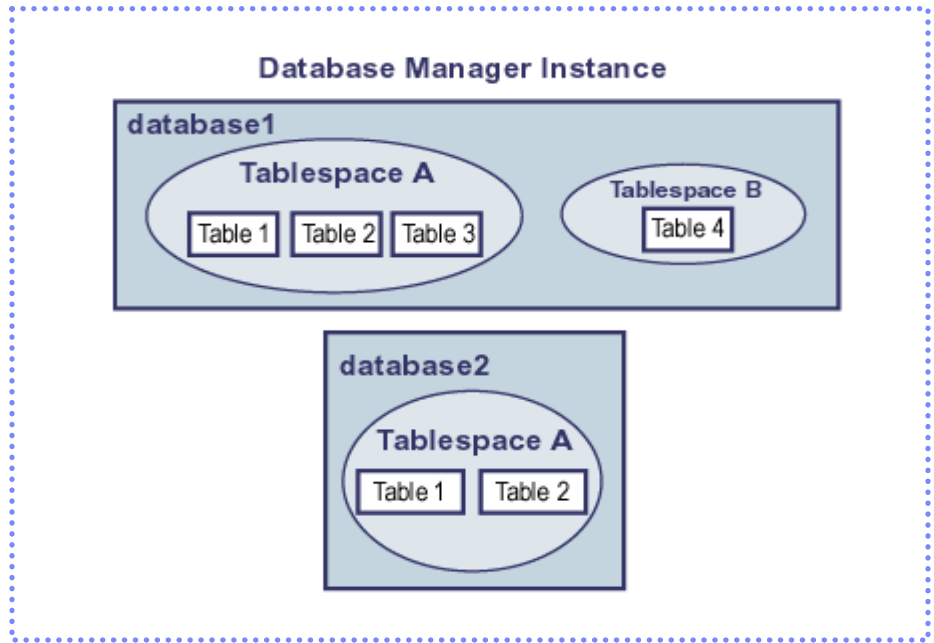 Database Manager Instance
database1
Tablespace A
Table 1 Table 2 Table 3
Tablespace B
Table 4
database2
Tablespace A
Table 1 Table 2